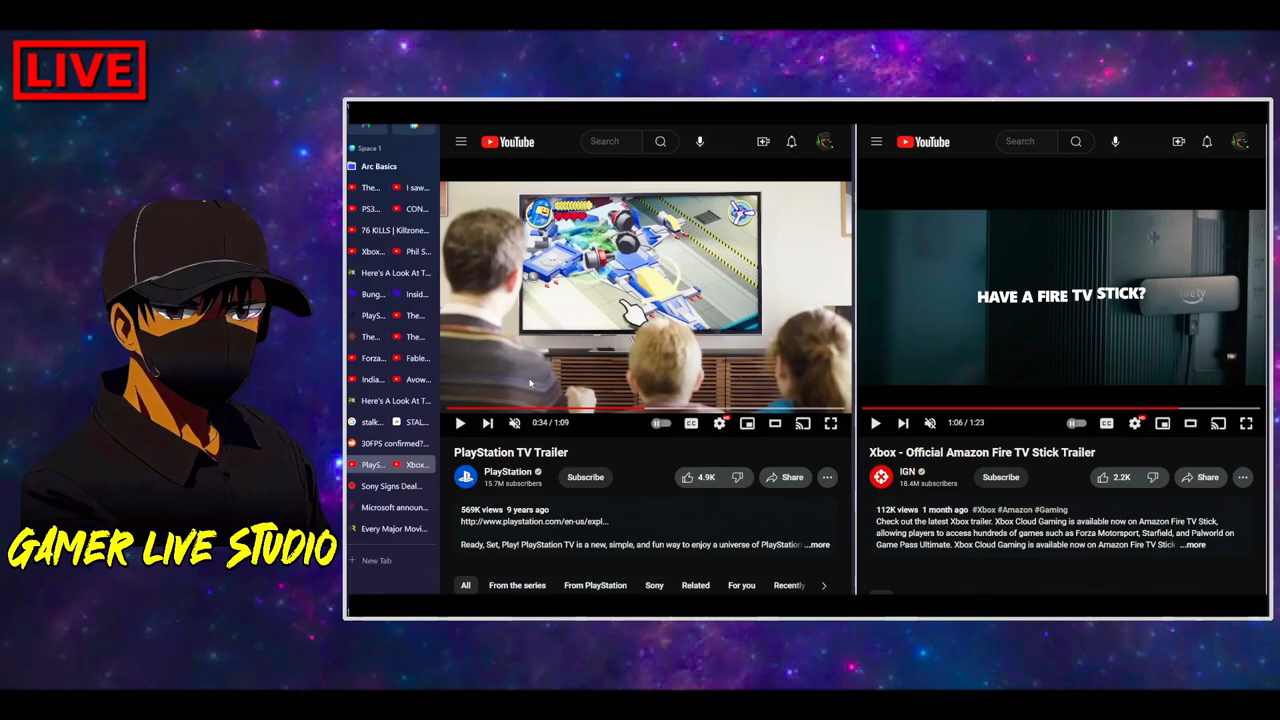 LIVE
GAMER LIVE STUDIO
Space 1
Arc Basics
The...
I saw...
PS3...
CON...
76 KILLS | Killzone...
Xbox...
Phil S...
Here's A Look At T...
Bung...
Insid...
PlayS...
The...
The...
The...
Forza...
Fable...
India...
Avow...
Here's A Look At T...
stalk...
STAL...
30FPS confirmed?...
PlayS...
Xbox...
Sony Signs Deal...
Microsoft announ...
Every Major Movi...
New Tab
YouTube
Search
0:34 / 1:09
CC
HD
PlayStation TV Trailer
PlayStation
15.7M subscribers
Subscribe
4.9K
Share
569K views 9 years ago
http://www.playstation.com/en-us/expl...
Ready, Set, Play! PlayStation TV is a new, simple, and fun way to enjoy a universe of PlayStation ...more
All
From the series
From PlayStation
Sony
Related
For you
Recently
YouTube
Search
HAVE A FIRE TV STICK?
firetv
1:06 / 1:23
CC
HD
Xbox - Official Amazon Fire TV Stick Trailer
IGN
18.4M subscribers
Subscribe
2.2K
Share
112K views 1 month ago #Xbox #Amazon #Gaming
Check out the latest Xbox trailer. Xbox Cloud Gaming is available now on Amazon Fire TV Stick,
allowing players to access hundreds of games such as Forza Motorsport, Starfield, and Palworld on
Game Pass Ultimate. Xbox Cloud Gaming is available now on Amazon Fire TV Stick ...more